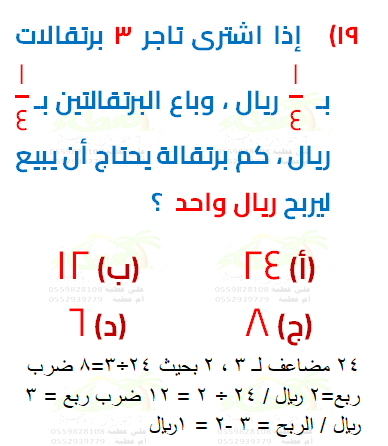 ١٩) إذا اشترى تاجر ٣ برتقالات
بـ ١/٤ ريال ، وباع البرتقالتين بـ ١/٤
ريال ، كم برتقالة يحتاج أن يبيع
ليربح ريال واحد ؟
(أ) ٢٤ (ب) ١٢
(ج) ٨ (د) ٦
٢٤ مضاعف لـ ٣ ، ٢ بحيث ٢٤÷٣=٨ ضرب
ربع=٢ ريال / ٢٤ ÷ ٢ = ١٢ ضرب ربع = ٣
ريال / الربح = ٣ -٢ = ١ريال